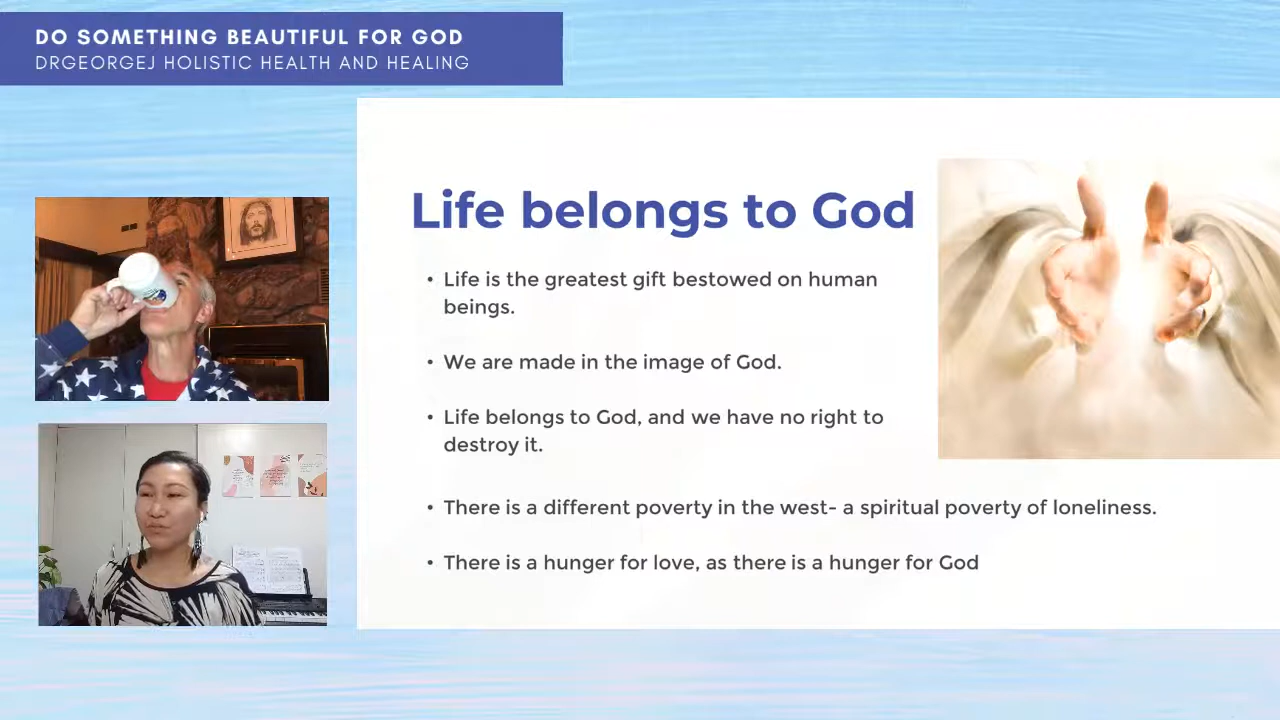 DO SOMETHING BEAUTIFUL FOR GOD
DRGEORGEJ HOLISTIC HEALTH AND HEALING
Life belongs to God
• Life is the greatest gift bestowed on human
beings.
• We are made in the image of God.
• Life belongs to God, and we have no right to
destroy it.
• There is a different poverty in the west- a spiritual poverty of loneliness.
• There is a hunger for love, as there is a hunger for God